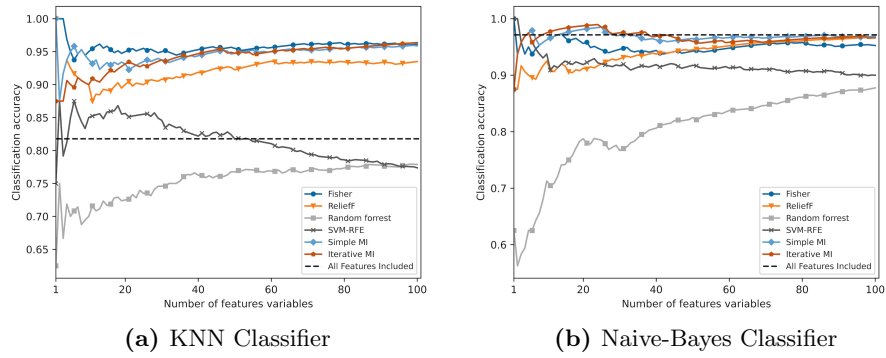 1.00
0.95
0.90
0.85
0.80
0.75
0.70
0.65
Classification accuracy
Fisher
ReliefF
Random forrest
SVM-RFE
Simple MI
Iterative MI
All Features Included
1 20 40 60 80 100
Number of features variables
(a) KNN Classifier
1.0
0.9
0.8
0.7
0.6
Classification accuracy
Fisher
ReliefF
Random forrest
SVM-RFE
Simple MI
Iterative MI
All Features Included
1 20 40 60 80 100
Number of features variables
(b) Naive-Bayes Classifier